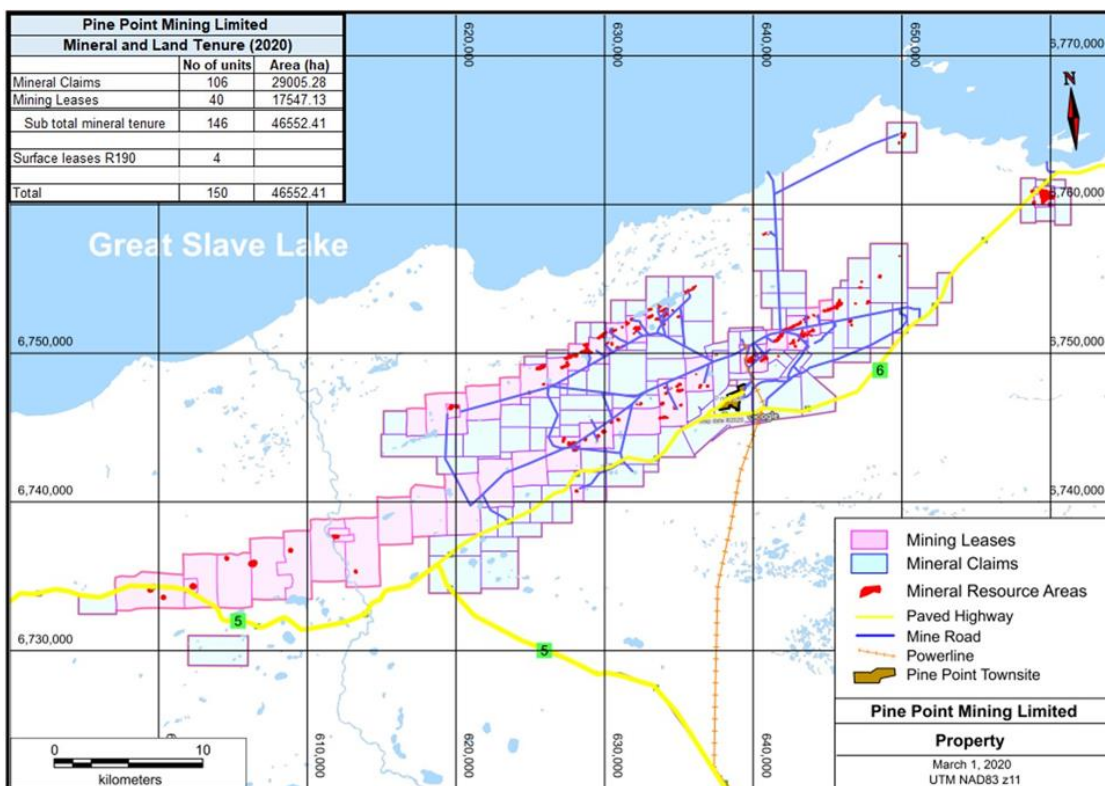 Pine Point Mining Limited
Mineral and Land Tenure (2020)
No of units Area (ha)
Mineral Claims 106 29005.28
Mining Leases 40 17547.13
Sub total mineral tenure 146 46552.41
Surface leases R190 4
Total 150 46552.41
620,000
630,000
640,000
650,000
6,770,000
N
6,760,000
6,760,000
Great Slave Lake
6,750,000
6,750,000
6
6,740,000
6,740,000
5
5
6,730,000
610,000
620,000
630,000
640,000
0 10
kilometers
Mining Leases
Mineral Claims
Mineral Resource Areas
Paved Highway
Mine Road
Powerline
Pine Point Townsite
Pine Point Mining Limited
Property
March 1, 2020
UTM NAD83 z11